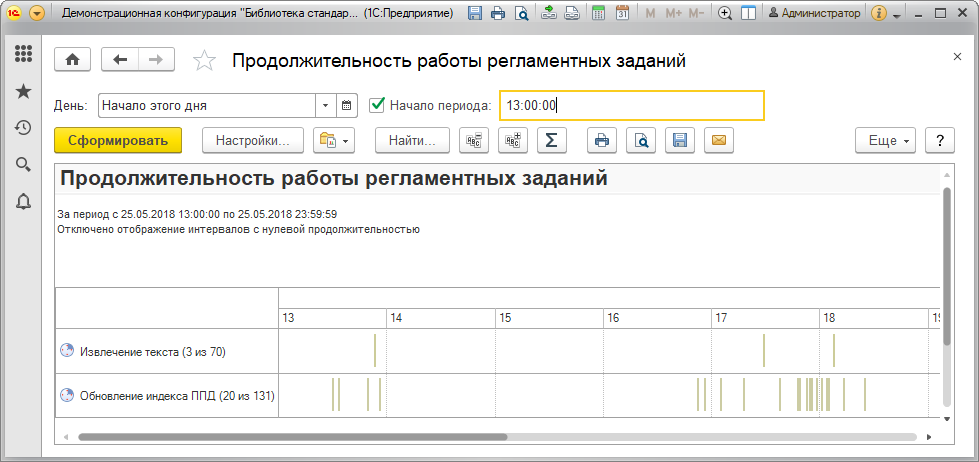 Демонстрационная конфигурация "Библиотека стандар... (1С:Предприятие)
M M+ M-
Администратор
Продолжительность работы регламентных заданий
День: Начало этого дня Начало периода: 13:00:00
Сформировать Настройки... Найти... Σ Еще ?
Продолжительность работы регламентных заданий
За период с 25.05.2018 13:00:00 по 25.05.2018 23:59:59
Отключено отображение интервалов с нулевой продолжительностью
13 14 15 16 17 18
Извлечение текста (3 из 70)
Обновление индекса ППД (20 из 131)